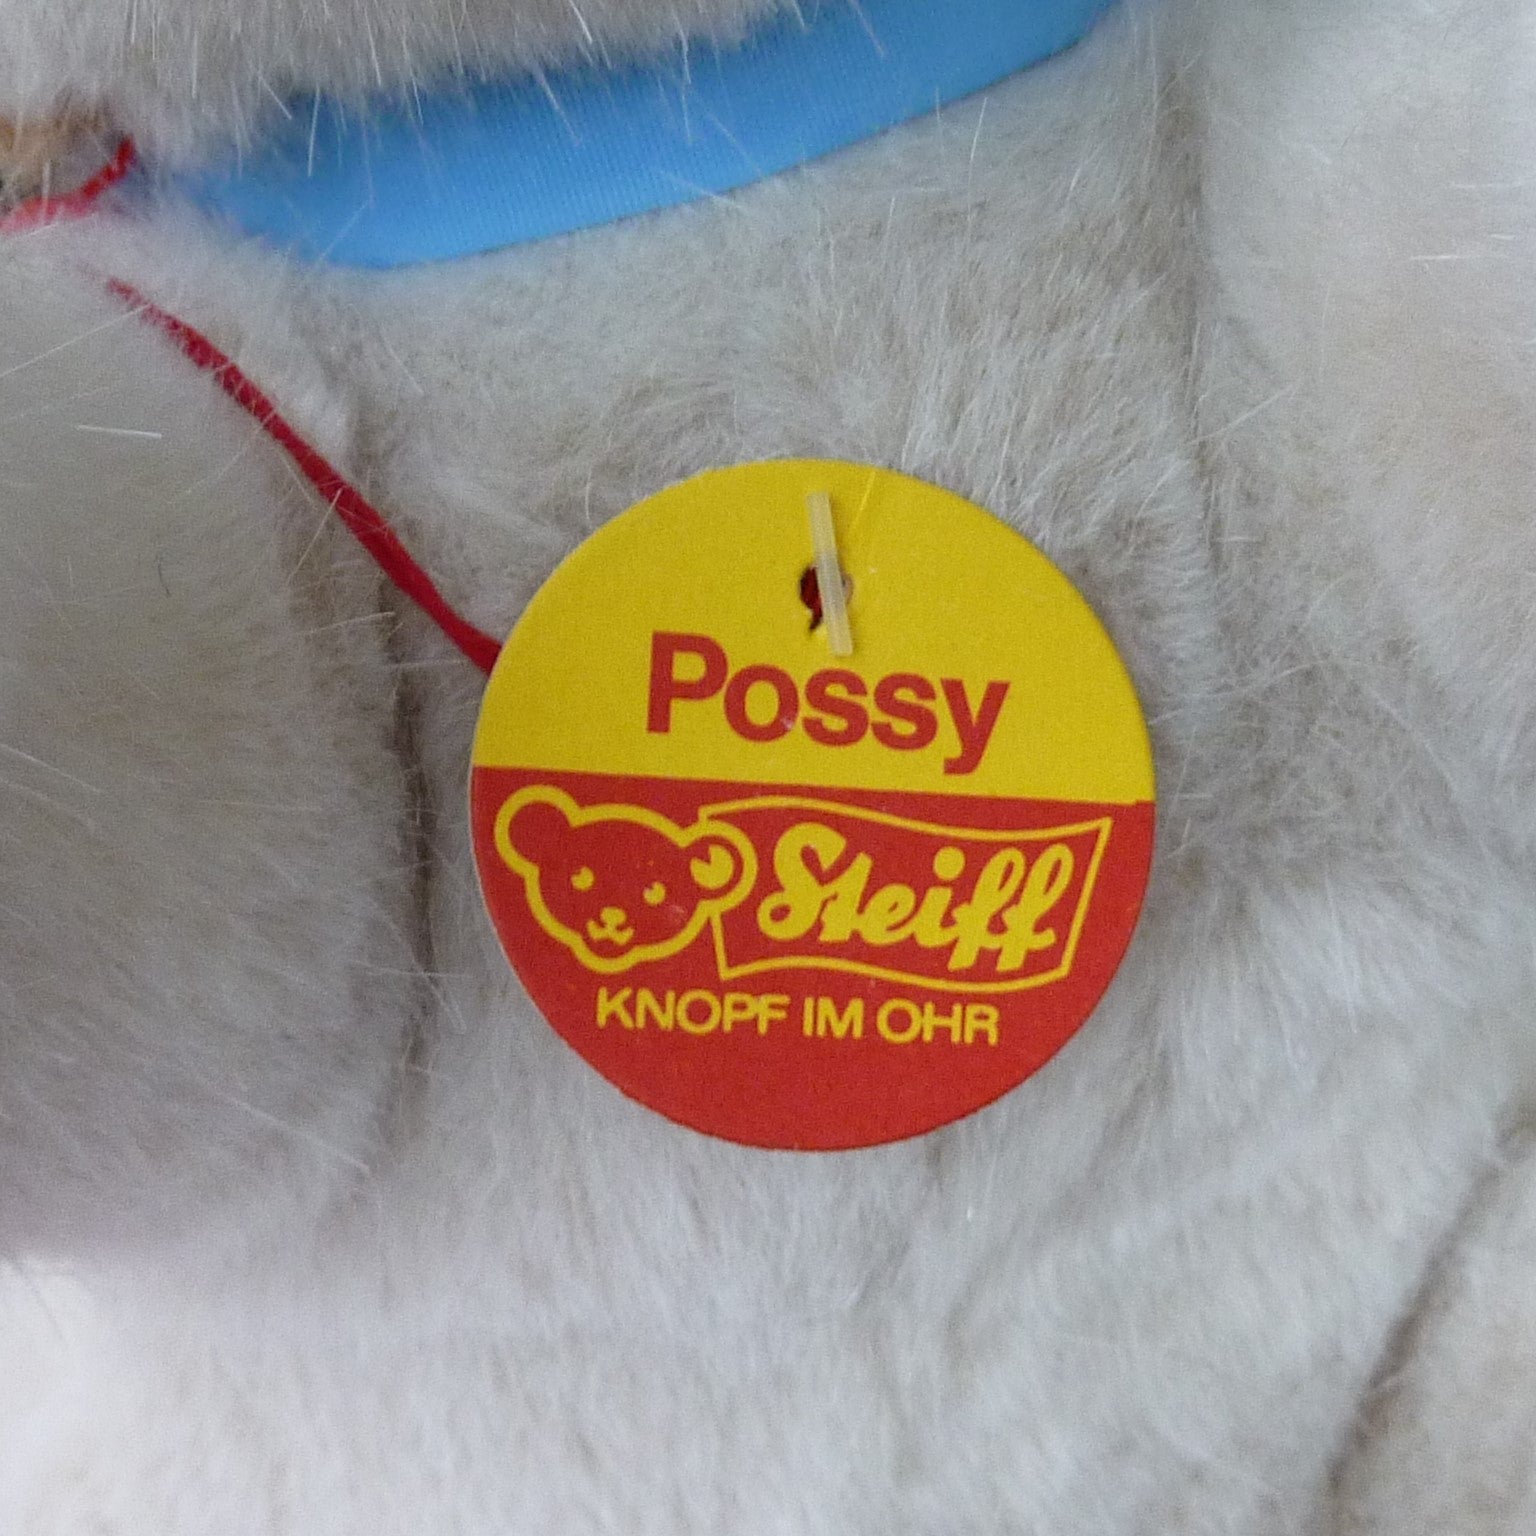 Possy
Steiff
KNOPF IM OHR